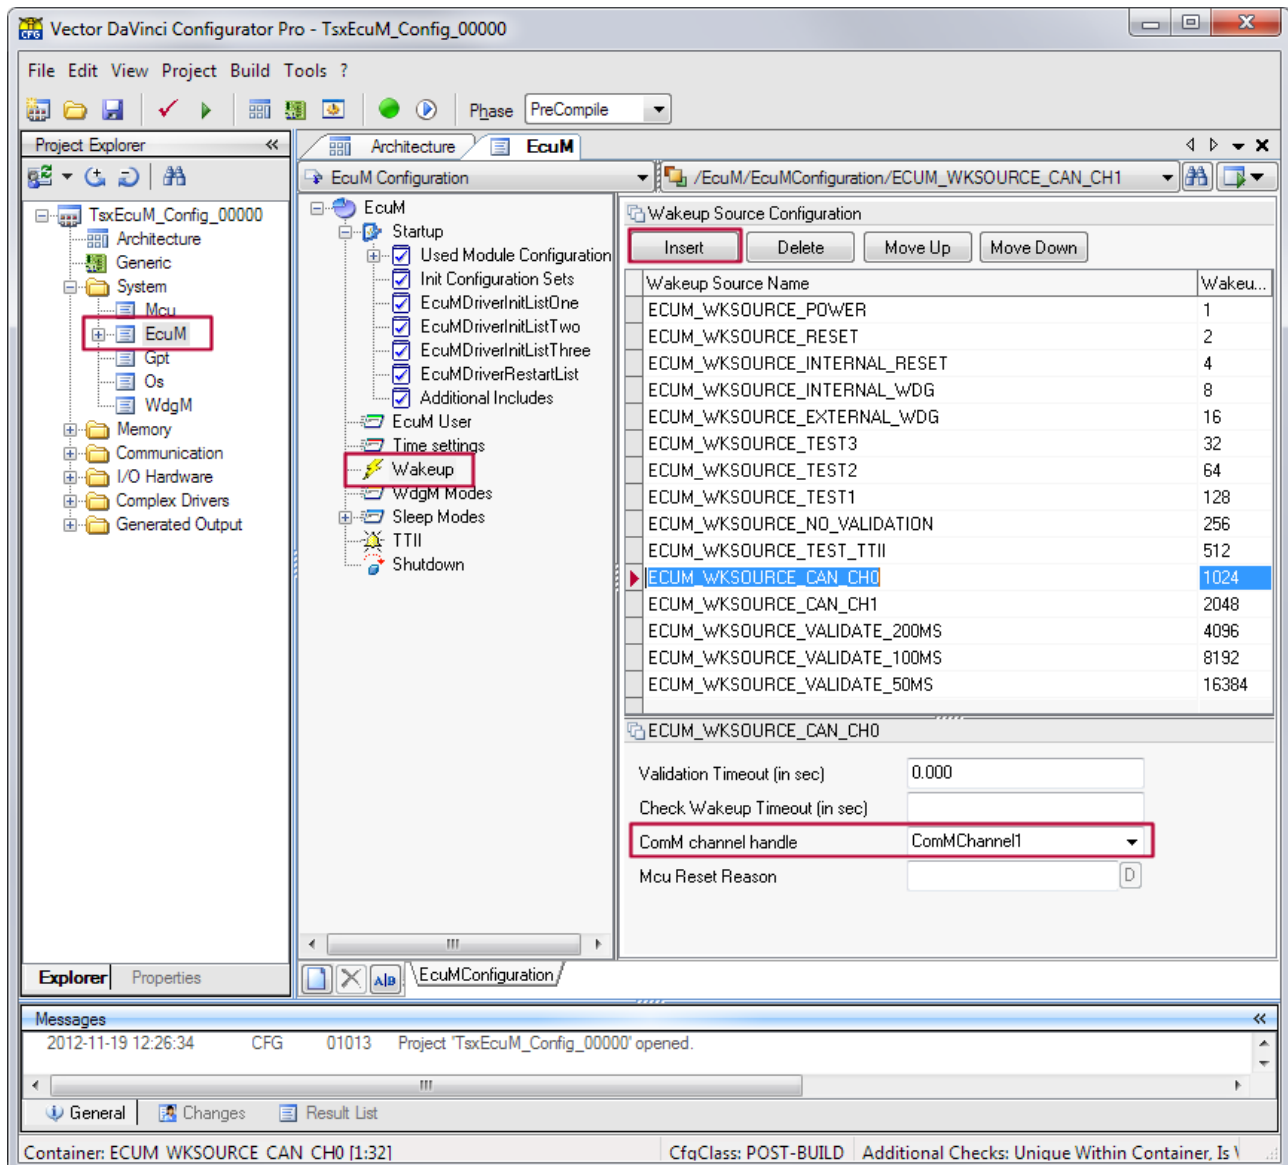 Vector DaVinci Configurator Pro - TsxEcuM_Config_00000
File Edit View Project Build Tools ?
Phase PreCompile
Project Explorer
TsxEcuM_Config_00000
Architecture
Generic
System
Mcu
EcuM
Gpt
Os
WdgM
Memory
Communication
I/O Hardware
Complex Drivers
Generated Output
Explorer Properties
Architecture EcuM
EcuM Configuration
/EcuM/EcuMConfiguration/ECUM_WKSOURCE_CAN_CH1
EcuM
Startup
Used Module Configuration
Init Configuration Sets
EcuMDriverInitListOne
EcuMDriverInitListTwo
EcuMDriverInitListThree
EcuMDriverRestartList
Additional Includes
EcuM User
Time settings
Wakeup
WdgM Modes
Sleep Modes
TTII
Shutdown
A|B
EcuMConfiguration
Wakeup Source Configuration
Insert Delete Move Up Move Down
Wakeup Source Name Wakeu...
ECUM_WKSOURCE_POWER 1
ECUM_WKSOURCE_RESET 2
ECUM_WKSOURCE_INTERNAL_RESET 4
ECUM_WKSOURCE_INTERNAL_WDG 8
ECUM_WKSOURCE_EXTERNAL_WDG 16
ECUM_WKSOURCE_TEST3 32
ECUM_WKSOURCE_TEST2 64
ECUM_WKSOURCE_TEST1 128
ECUM_WKSOURCE_NO_VALIDATION 256
ECUM_WKSOURCE_TEST_TTII 512
ECUM_WKSOURCE_CAN_CH0 1024
ECUM_WKSOURCE_CAN_CH1 2048
ECUM_WKSOURCE_VALIDATE_200MS 4096
ECUM_WKSOURCE_VALIDATE_100MS 8192
ECUM_WKSOURCE_VALIDATE_50MS 16384
ECUM_WKSOURCE_CAN_CH0
Validation Timeout (in sec) 0.000
Check Wakeup Timeout (in sec)
ComM channel handle ComMChannel1
Mcu Reset Reason D
Messages
2012-11-19 12:26:34 CFG 01013 Project 'TsxEcuM_Config_00000' opened.
General Changes Result List
Container: ECUM_WKSOURCE_CAN_CH0 [1:32] CfgClass: POST-BUILD Additional Checks: Unique Within Container, Is